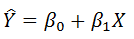 Ŷ = β₀ + β₁X